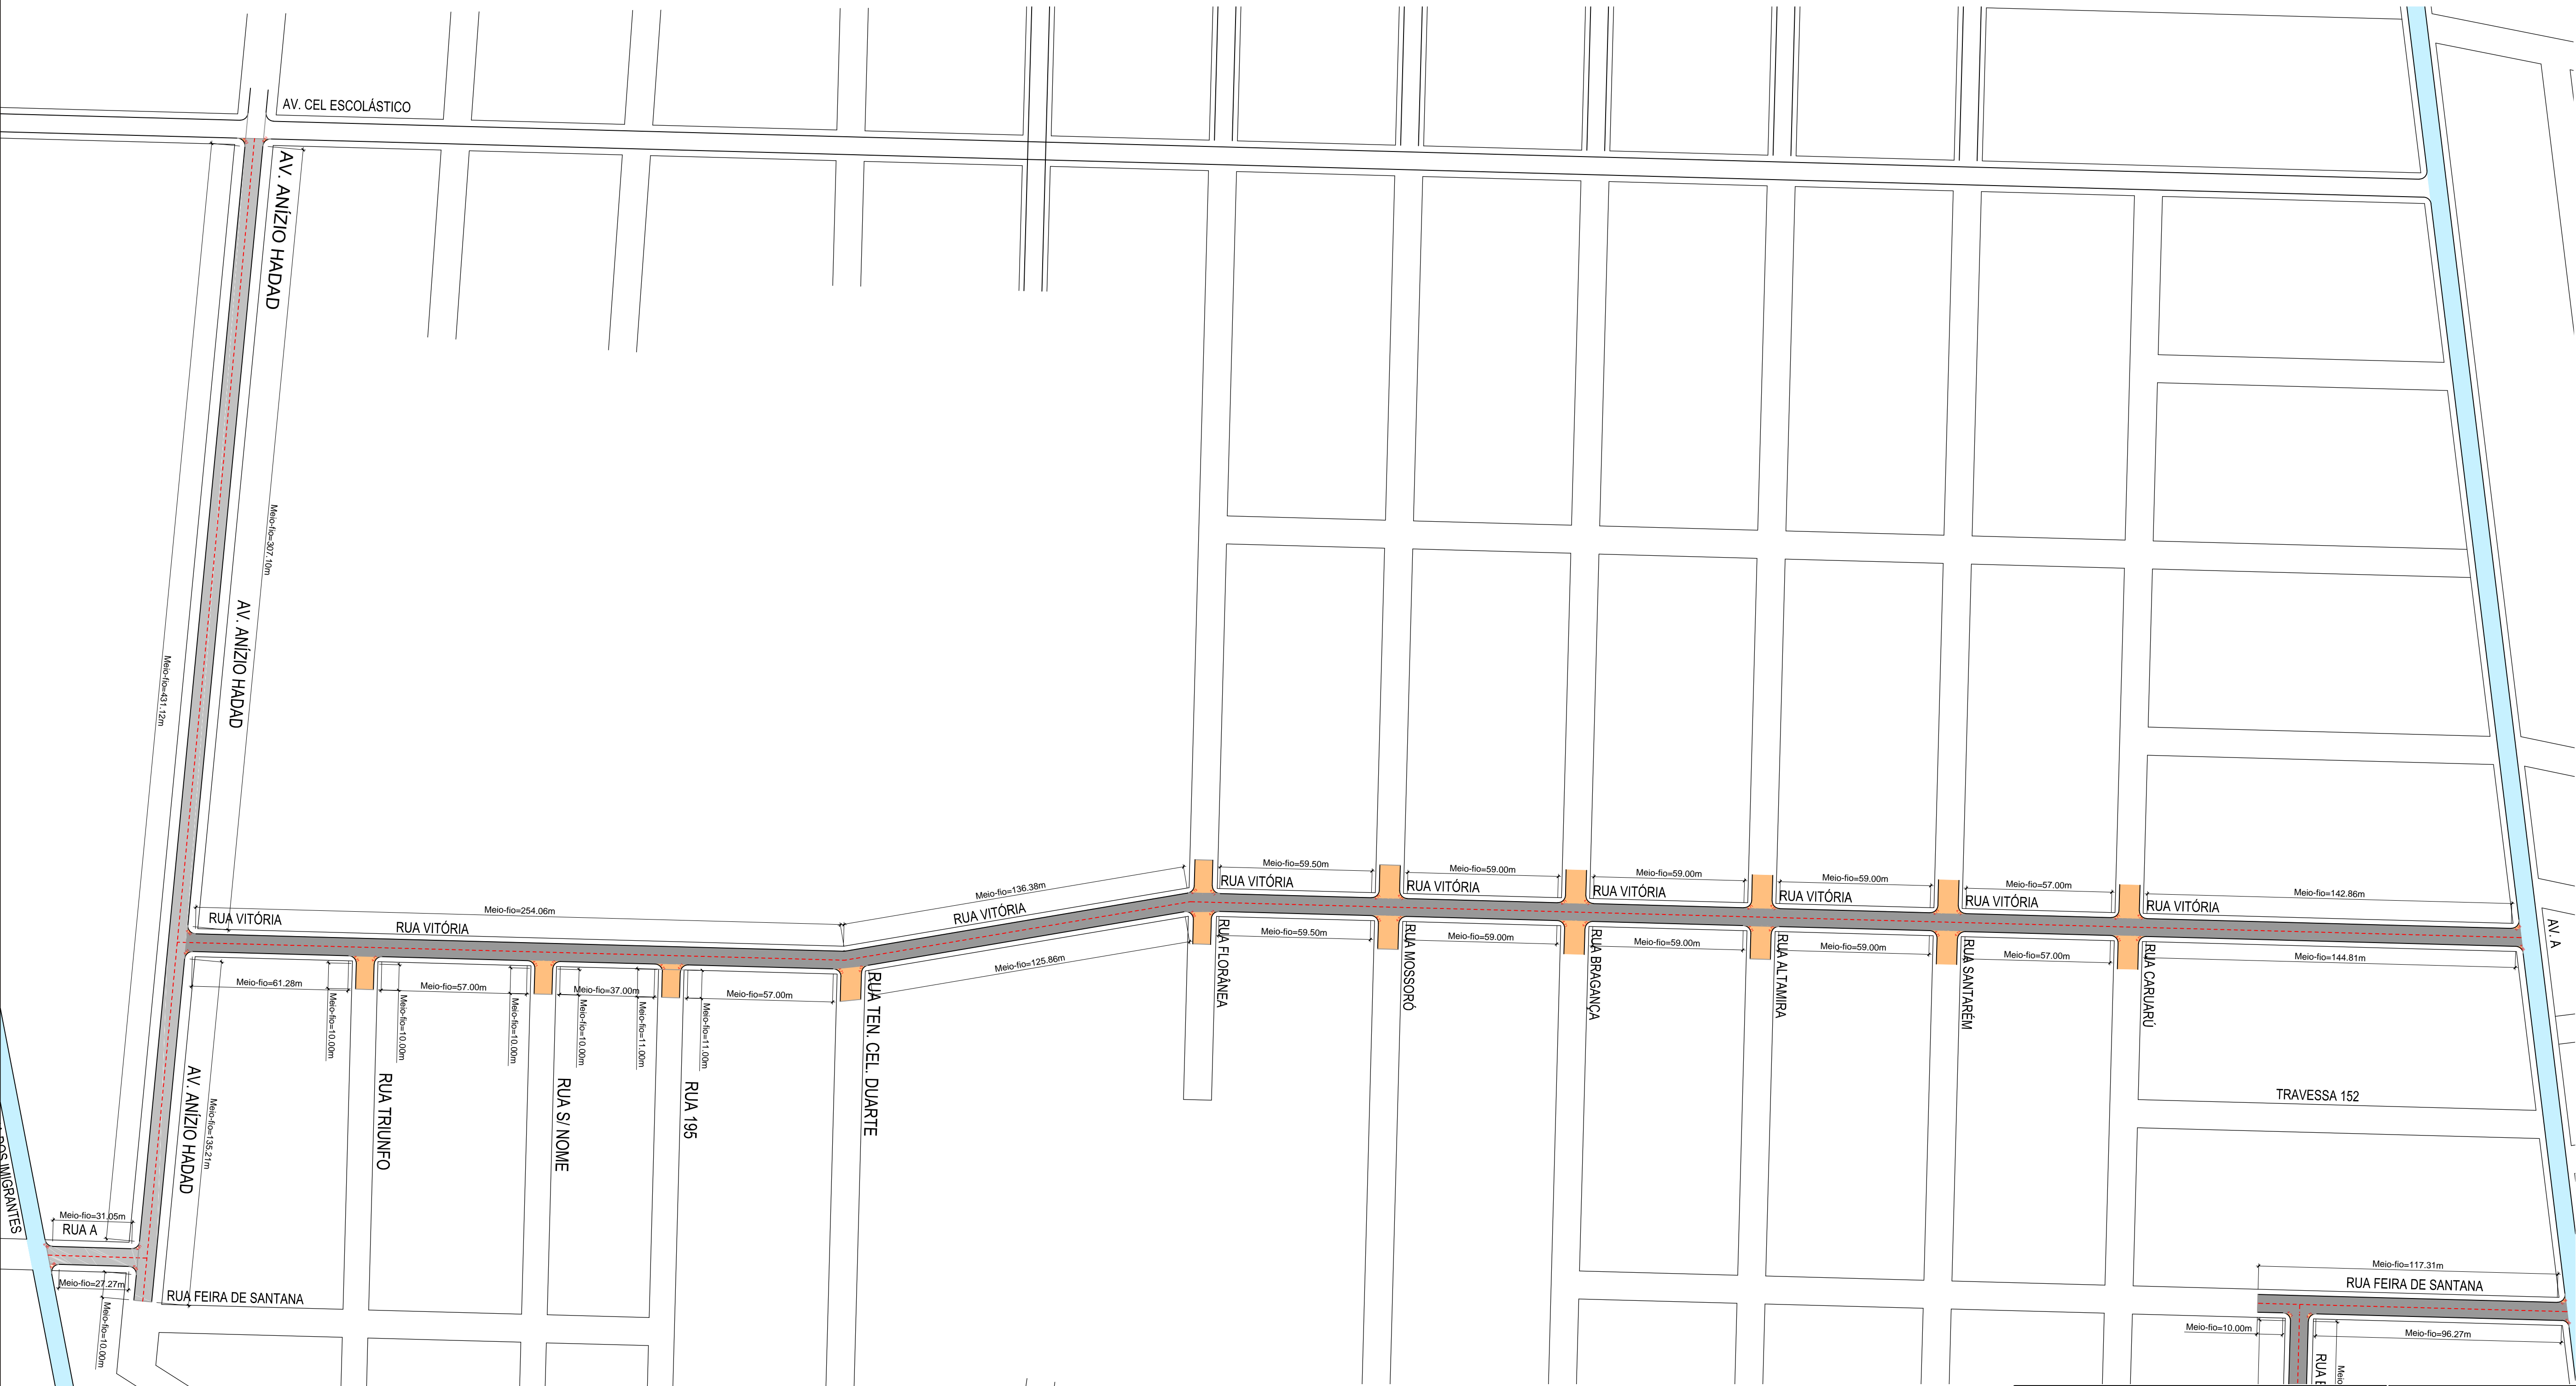 AV. CEL ESCOLÁSTICO
AV. ANÍZIO HADAD
Meio-fio=307.10m
AV. ANÍZIO HADAD
Meio-fio=431.12m
Meio-fio=254.06m
RUA VITÓRIA
RUA VITÓRIA
Meio-fio=136.38m
RUA VITÓRIA
Meio-fio=125.86m
Meio-fio=59.50m
RUA VITÓRIA
Meio-fio=59.00m
RUA VITÓRIA
Meio-fio=59.00m
RUA VITÓRIA
Meio-fio=59.00m
RUA VITÓRIA
Meio-fio=57.00m
RUA VITÓRIA
Meio-fio=142.86m
RUA VITÓRIA
AV. A
Meio-fio=59.50m
Meio-fio=59.00m
Meio-fio=59.00m
Meio-fio=59.00m
Meio-fio=57.00m
Meio-fio=144.81m
RUA FLORÂNEA
RUA MOSSORÓ
RUA BRAGANÇA
RUA ALTAMIRA
RUA SANTARÉM
RUA CARUARÚ
Meio-fio=61.28m
Meio-fio=57.00m
Meio-fio=37.00m
Meio-fio=57.00m
Meio-fio=10.00m
Meio-fio=10.00m
Meio-fio=10.00m
Meio-fio=10.00m
Meio-fio=11.00m
Meio-fio=11.00m
AV. ANÍZIO HADAD
Meio-fio=135.21m
RUA TRIUNFO
RUA S/ NOME
RUA 195
RUA TEN. CEL. DUARTE
TRAVESSA 152
DOS IMIGRANTES
Meio-fio=31.05m
RUA A
Meio-fio=27.27m
Meio-fio=10.00m
RUA FEIRA DE SANTANA
Meio-fio=117.31m
RUA FEIRA DE SANTANA
Meio-fio=10.00m
Meio-fio=96.27m
RUA